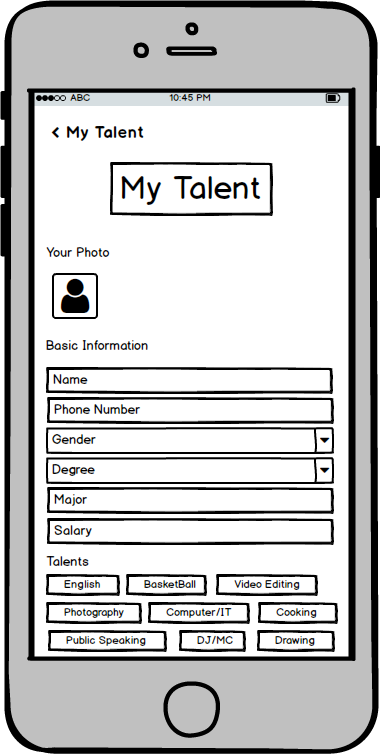 ABC 10:45 PM
My Talent
My Talent
Your Photo
Basic Information
Name
Phone Number
Gender
Degree
Major
Salary
Talents
English BasketBall Video Editing
Photography Computer/IT Cooking
Public Speaking DJ/MC Drawing